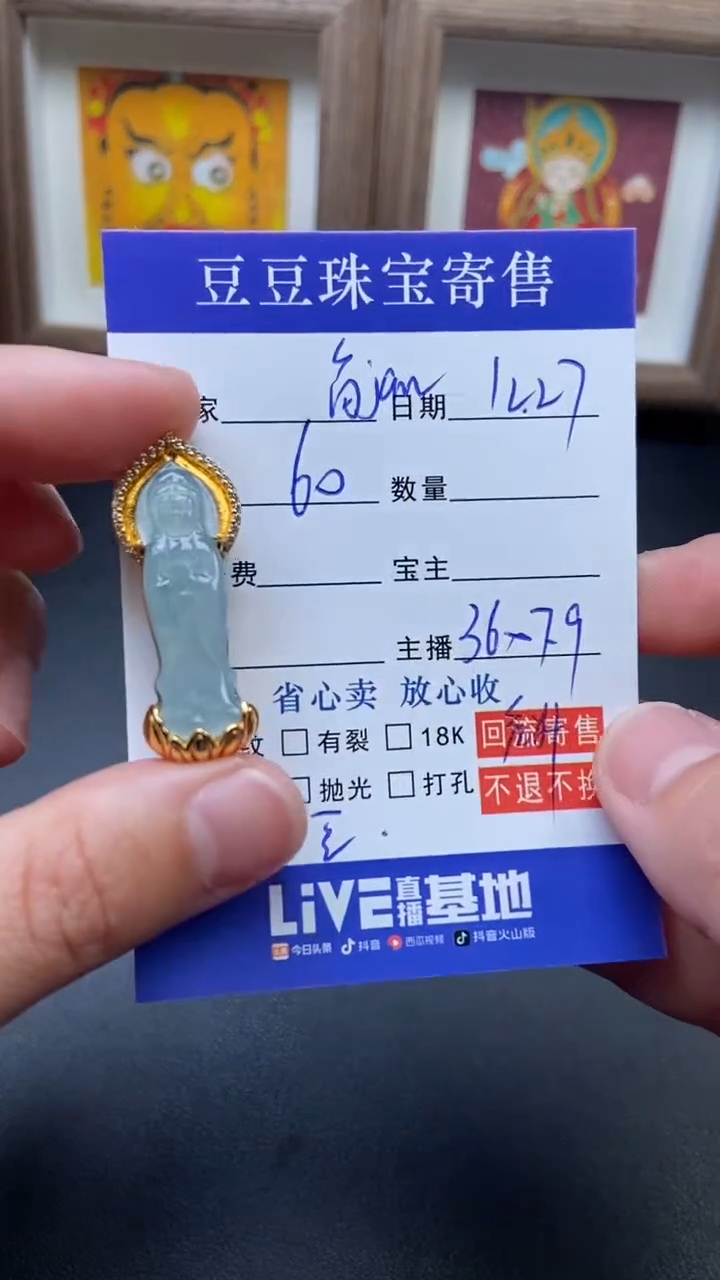 豆豆珠宝寄售
家 日期 12.27
60 数量
费 宝主
主播 36×7.9
省心卖 放心收
纹 有裂 18K 回流寄售
抛光 打孔 不退不换
LiVE直播基地
今日头条 抖音 西瓜视频 抖音火山版